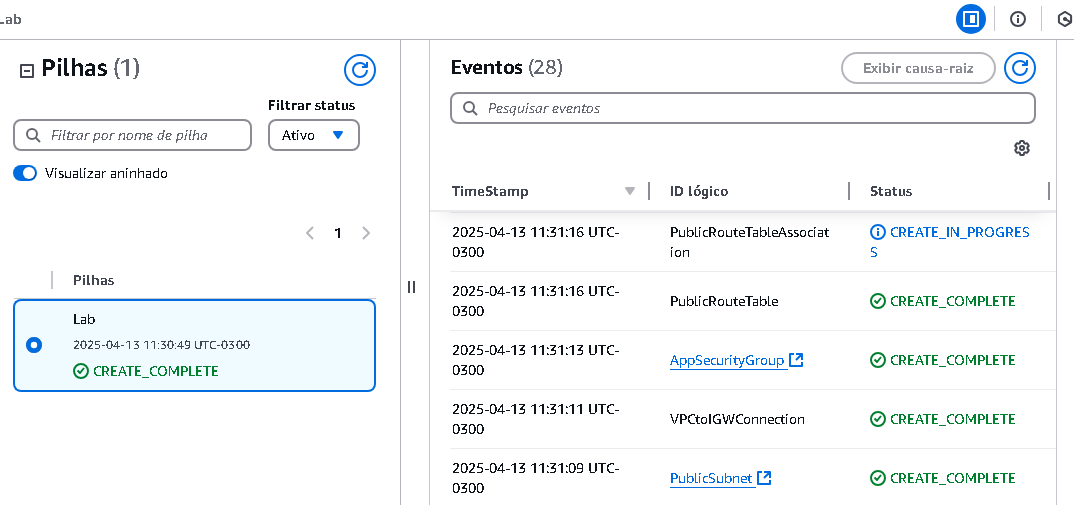 Lab
Pilhas (1)
Filtrar status
Filtrar por nome de pilha
Ativo
Visualizar aninhado
1
Pilhas
Lab
2025-04-13 11:30:49 UTC-0300
CREATE_COMPLETE
Eventos (28)
Exibir causa-raiz
Pesquisar eventos
TimeStamp ID lógico Status
2025-04-13 11:31:16 UTC- PublicRouteTableAssociat CREATE_IN_PROGRES
0300 ion S
2025-04-13 11:31:16 UTC-
0300 PublicRouteTable CREATE_COMPLETE
2025-04-13 11:31:13 UTC-
0300 AppSecurityGroup CREATE_COMPLETE
2025-04-13 11:31:11 UTC-
0300 VPCtoIGWConnection CREATE_COMPLETE
2025-04-13 11:31:09 UTC-
0300 PublicSubnet CREATE_COMPLETE